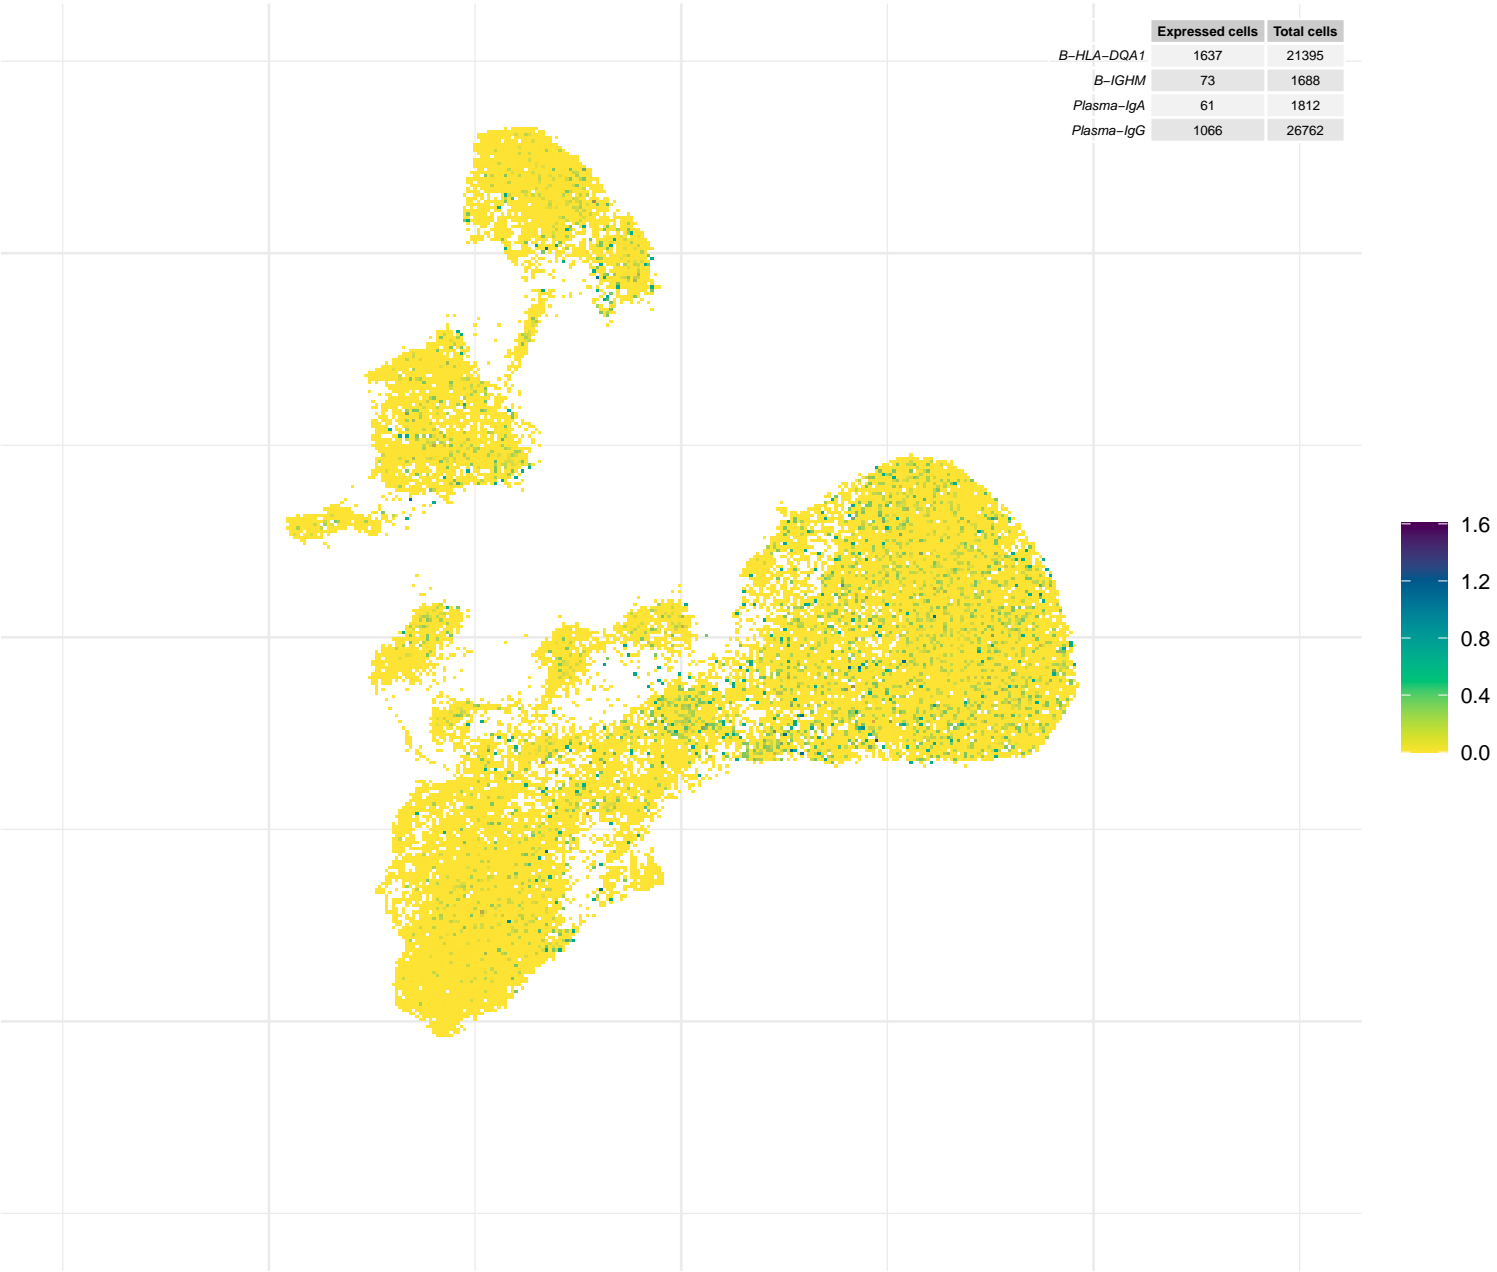 Expressed cells Total cells
B−HLA−DQA1 1637 21395
B−IGHM 73 1688
Plasma−IgA 61 1812
Plasma−IgG 1066 26762
1.6
1.2
0.8
0.4
0.0